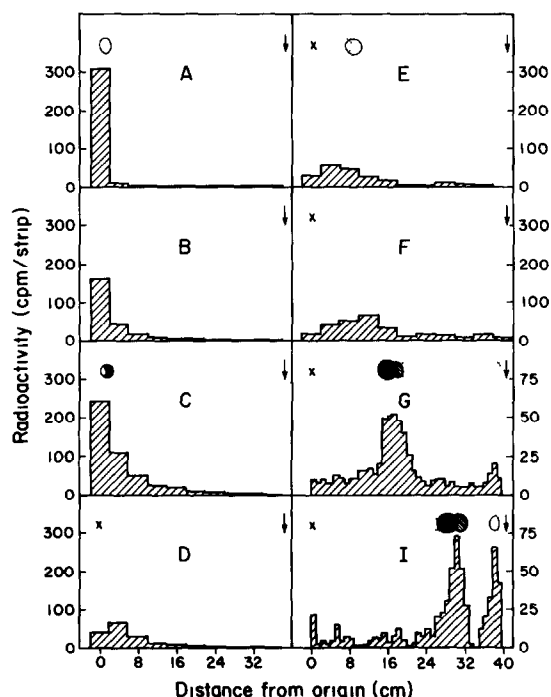 x x
A E
300 300
200 200
100 100
0 0
x
B F
300 300
200 200
100 100
0 0
x
C G
300 75
200 50
100 25
0 0
x x
D I
300 75
200 50
100 25
0 0
0 8 16 24 32 0 8 16 24 32 40
Radioactivity (cpm/strip)
Distance from origin (cm)